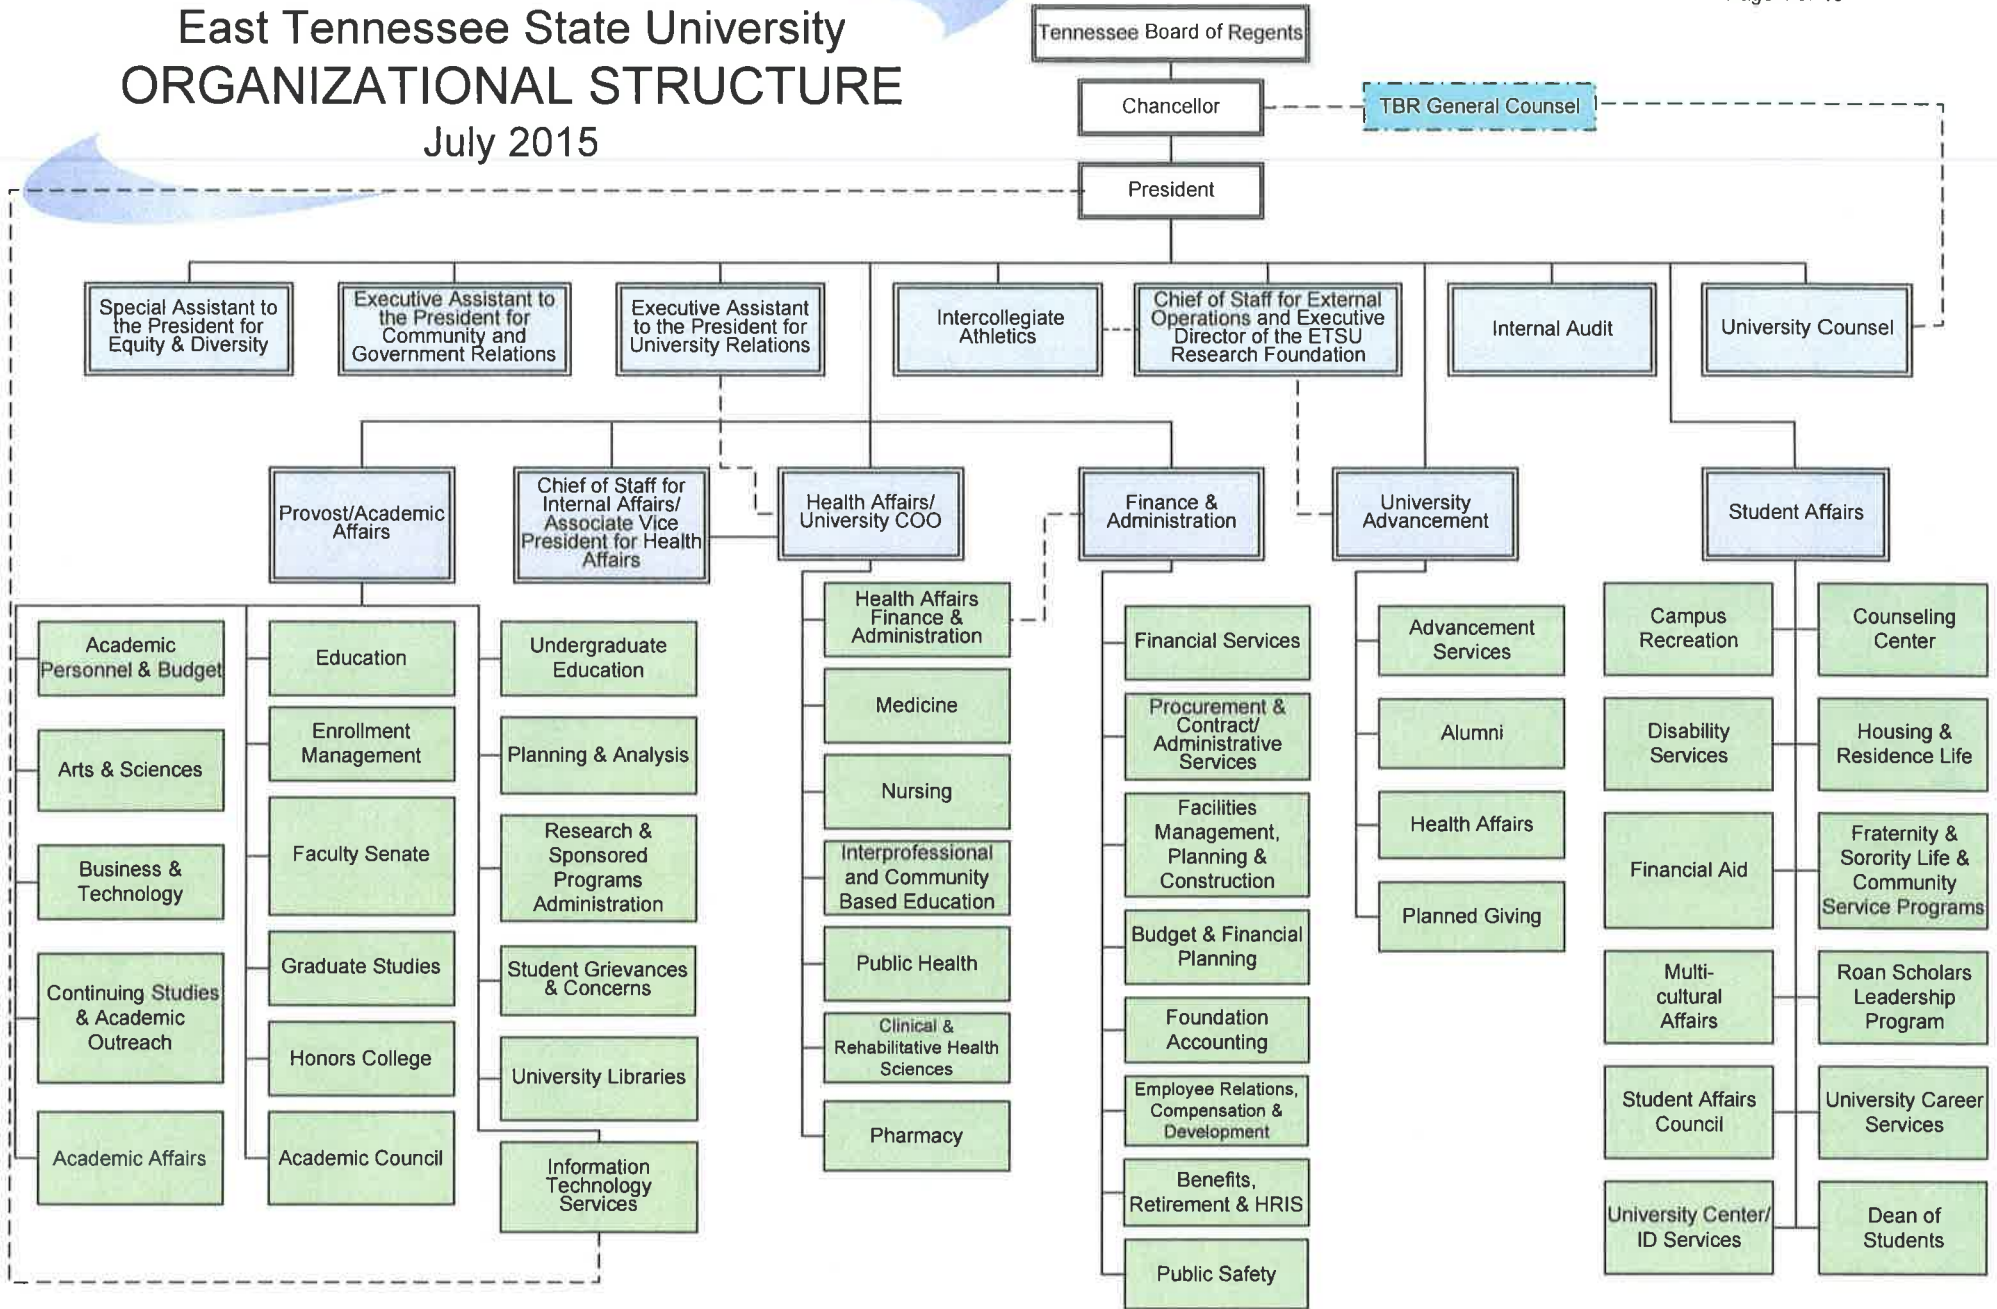 East Tennessee State University
ORGANIZATIONAL STRUCTURE
July 2015
Tennessee Board of Regents
Chancellor
TBR General Counsel
President
Special Assistant to
the President for
Equity & Diversity
Executive Assistant to
the President for
Community and
Government Relations
Executive Assistant
to the President for
University Relations
Intercollegiate
Athletics
Chief of Staff for External
Operations and Executive
Director of the ETSU
Research Foundation
Internal Audit
University Counsel
Provost/Academic
Affairs
Chief of Staff for
Internal Affairs/
Associate Vice
President for Health
Affairs
Health Affairs/
University COO
Finance &
Administration
University
Advancement
Student Affairs
Academic
Personnel & Budget
Arts & Sciences
Business &
Technology
Continuing Studies
& Academic
Outreach
Academic Affairs
Education
Enrollment
Management
Faculty Senate
Graduate Studies
Honors College
Academic Council
Undergraduate
Education
Planning & Analysis
Research &
Sponsored
Programs
Administration
Student Grievances
& Concerns
University Libraries
Information
Technology
Services
Health Affairs
Finance &
Administration
Medicine
Nursing
Interprofessional
and Community
Based Education
Public Health
Clinical &
Rehabilitative Health
Sciences
Pharmacy
Financial Services
Procurement &
Contract/
Administrative
Services
Facilities
Management,
Planning &
Construction
Budget & Financial
Planning
Foundation
Accounting
Employee Relations,
Compensation &
Development
Benefits,
Retirement & HRIS
Public Safety
Advancement
Services
Alumni
Health Affairs
Planned Giving
Campus
Recreation
Disability
Services
Financial Aid
Multi-
cultural
Affairs
Student Affairs
Council
University Center/
ID Services
Counseling
Center
Housing &
Residence Life
Fraternity &
Sorority Life &
Community
Service Programs
Roan Scholars
Leadership
Program
University Career
Services
Dean of
Students